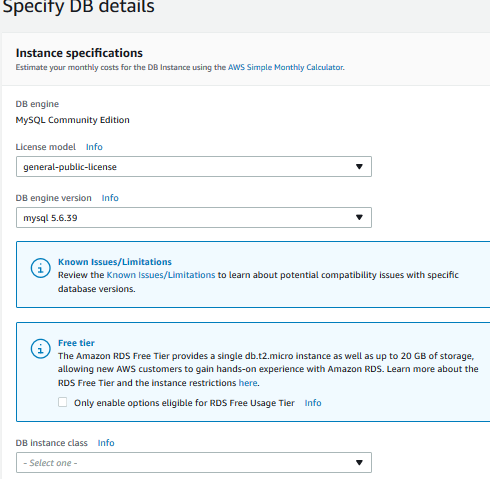 Specify DB details
Instance specifications
Estimate your monthly costs for the DB Instance using the AWS Simple Monthly Calculator.
DB engine
MySQL Community Edition
License model Info
general-public-license
DB engine version Info
mysql 5.6.39
Known Issues/Limitations
Review the Known Issues/Limitations to learn about potential compatibility issues with specific
database versions.
Free tier
The Amazon RDS Free Tier provides a single db.t2.micro instance as well as up to 20 GB of storage,
allowing new AWS customers to gain hands-on experience with Amazon RDS. Learn more about the
RDS Free Tier and the instance restrictions here.
Only enable options eligible for RDS Free Usage Tier Info
DB instance class Info
- Select one -